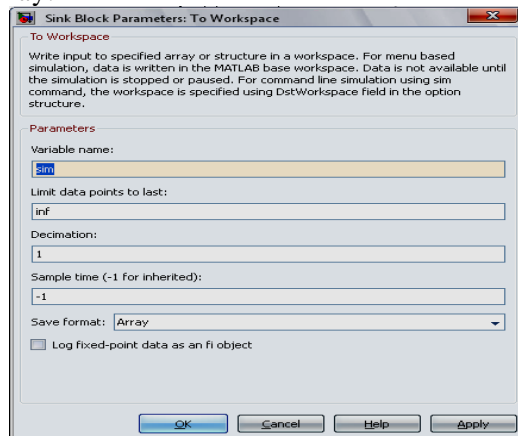 Sink Block Parameters: To Workspace
To Workspace
Write input to specified array or structure in a workspace. For menu based
simulation, data is written in the MATLAB base workspace. Data is not available until
the simulation is stopped or paused. For command line simulation using sim
command, the workspace is specified using DstWorkspace field in the option
structure.
Parameters
Variable name:
sim
Limit data points to last:
inf
Decimation:
1
Sample time (-1 for inherited):
-1
Save format: Array
Log fixed-point data as an fi object
OK Cancel Help Apply